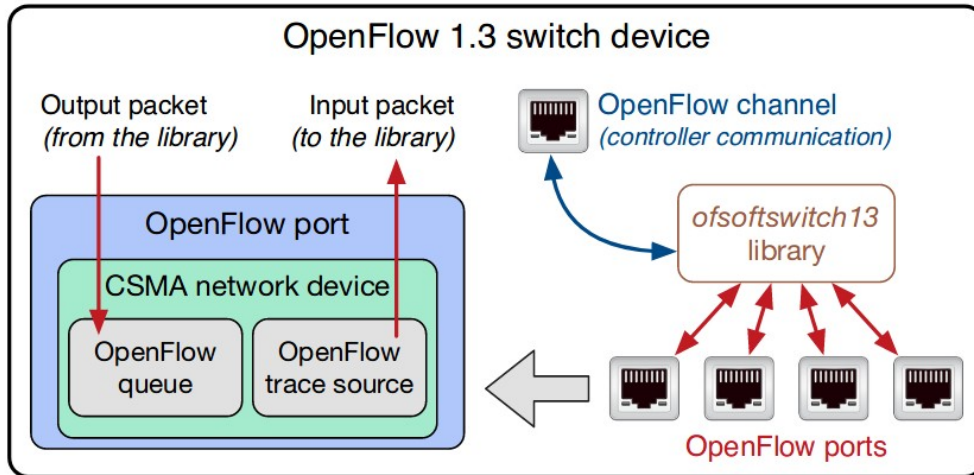 OpenFlow 1.3 switch device
Output packet
(from the library)
Input packet
(to the library)
OpenFlow channel
(controller communication)
OpenFlow port
CSMA network device
OpenFlow
queue
OpenFlow
trace source
ofsoftswitch13
library
OpenFlow ports